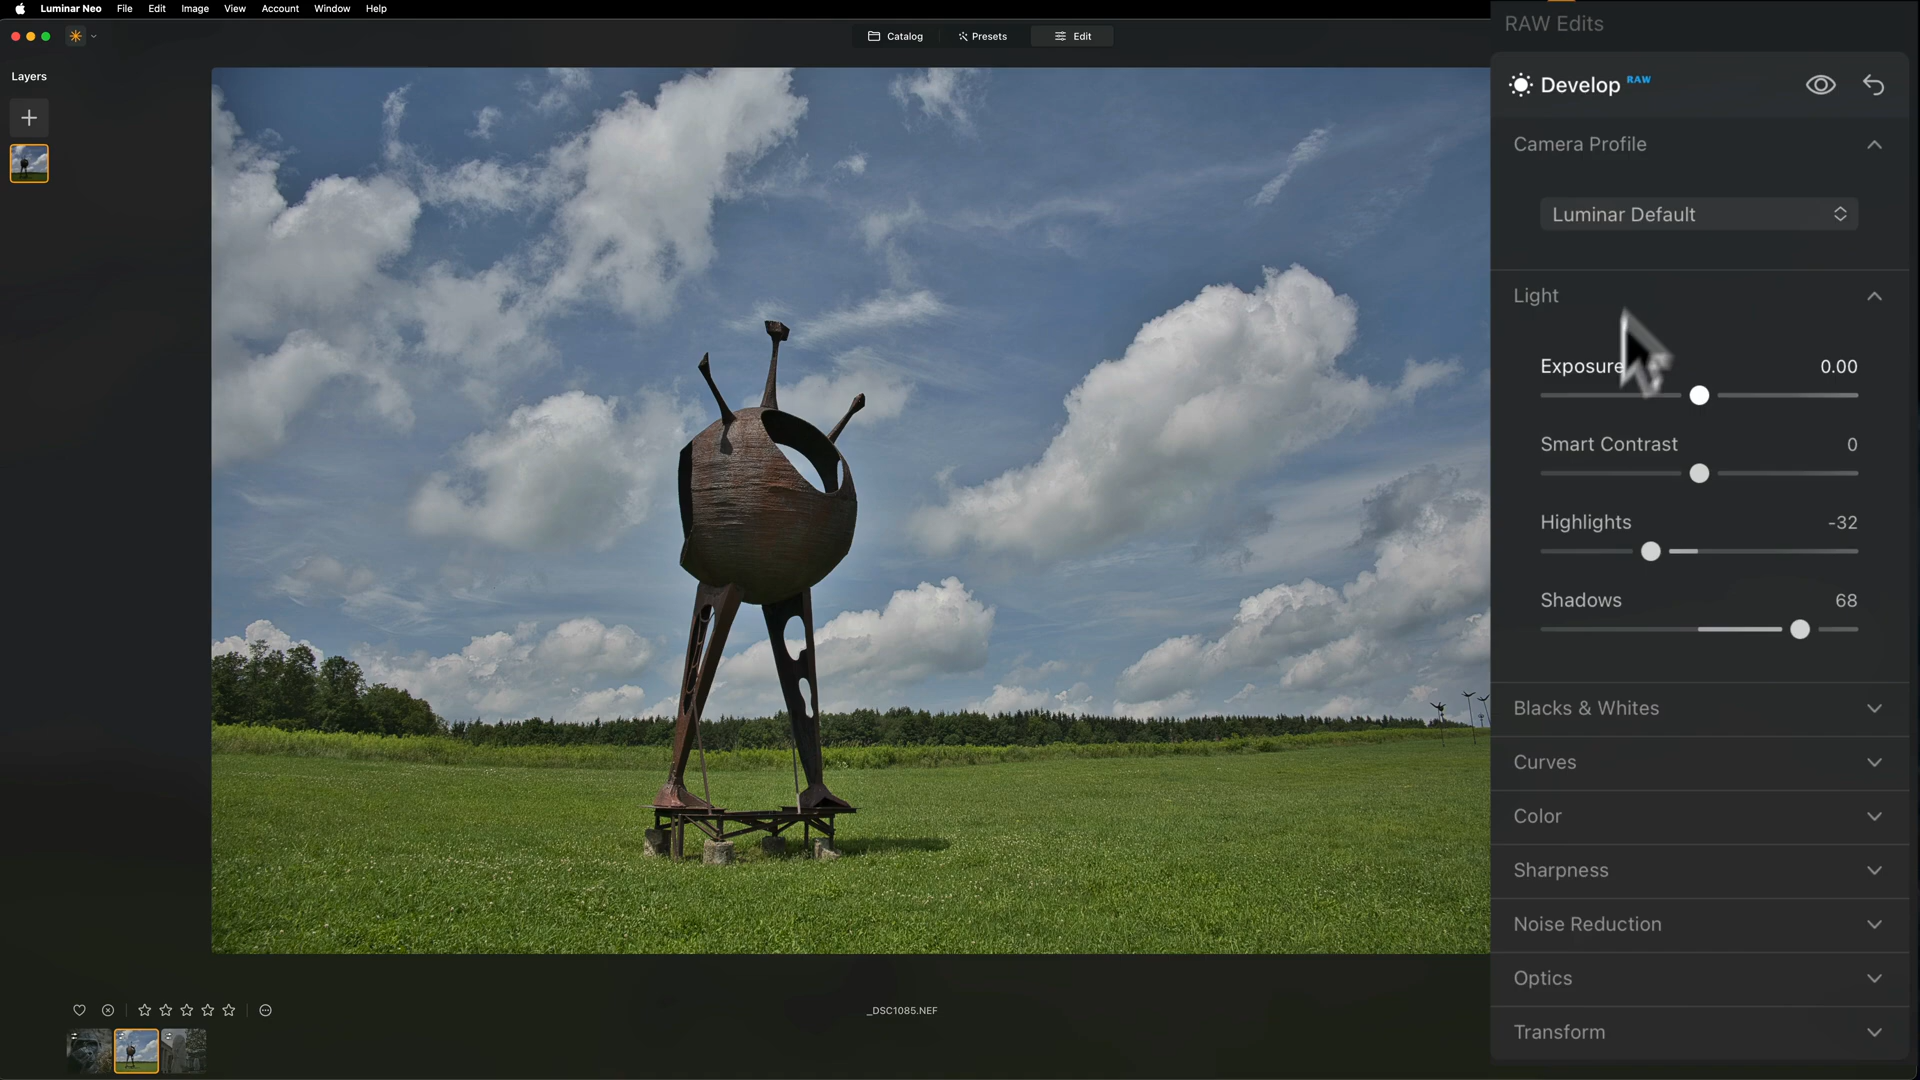 Luminar Neo File Edit Image View Account Window Help
Catalog Presets Edit
Layers
RAW Edits
Develop RAW
Camera Profile
Luminar Default
Light
Exposure 0.00
Smart Contrast 0
Highlights -32
Shadows 68
Blacks & Whites
Curves
Color
Sharpness
Noise Reduction
Optics
Transform
_DSC1085.NEF